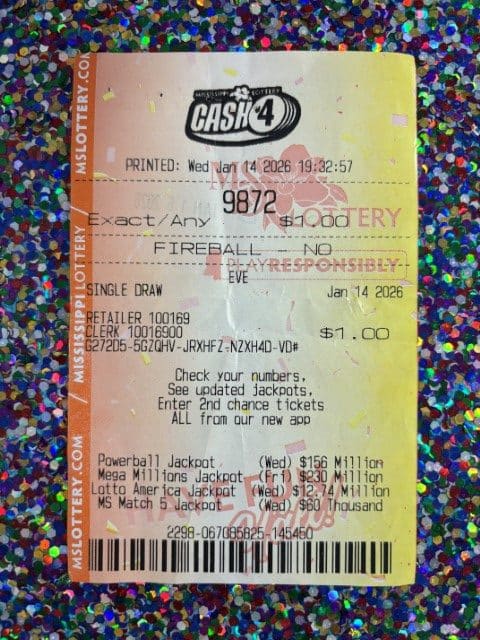 MISSISSIPPI LOTTERY
CASH 4
PRINTED: Wed Jan 14 2026 19:32:57
9872
Exact/Any $1.00
FIREBALL NO
EVE
SINGLE DRAW Jan 14 2026
RETAILER 100169
CLERK 10016900 $1.00
G272D5-5GZQHV-JRXHFZ-NZXH4D-VD#
Check your numbers,
See updated jackpots,
Enter 2nd chance tickets
ALL from our new app
Powerball Jackpot (Wed) $156 Million
Mega Millions Jackpot (Fri) $230 Million
Lotto America Jackpot (Wed) $12.74 Million
MS Match 5 Jackpot (Wed) $60 Thousand
2298-067085825-145450
MS LOTTERY
PLAY RESPONSIBLY
MSLOTTERY.COM / MISSISSIPPI LOTTERY / MSLOTTERY.COM